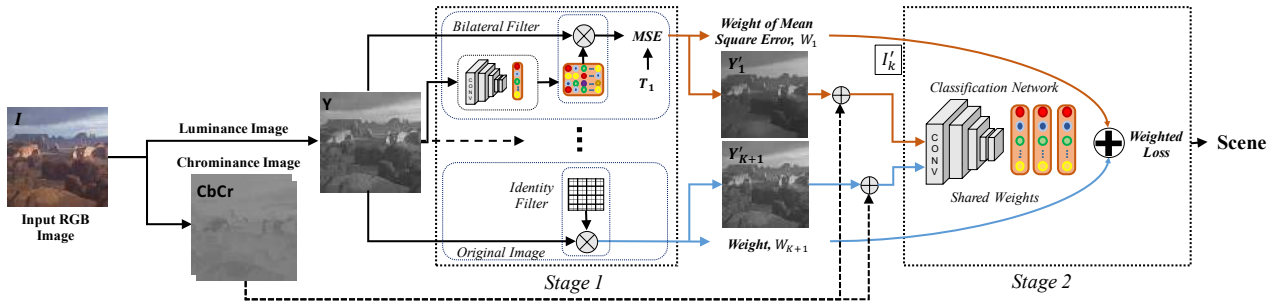 I
Input RGB
Image
Luminance Image
Chrominance Image
CbCr
Y
Bilateral Filter
CONV
MSE
T₁
Identity
Filter
Original Image
Stage 1
Weight of Mean
Square Error, W₁
Y′₁
Y′ₖ₊₁
Weight, W_{K+1}
I′ₖ
Classification Network
CONV
Shared Weights
Stage 2
Weighted
Loss
Scene